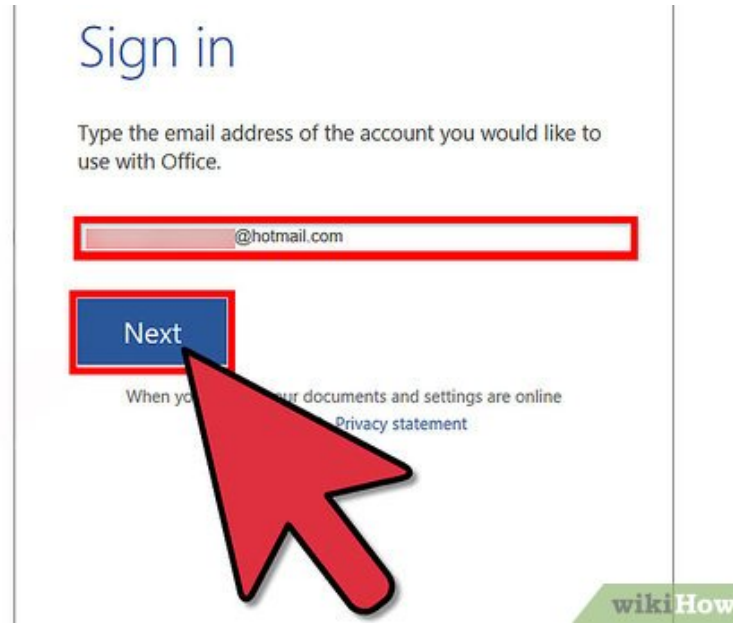 Sign in
Type the email address of the account you would like to
use with Office.
@hotmail.com
Next
When yo ur documents and settings are online
Privacy statement
wikiHow